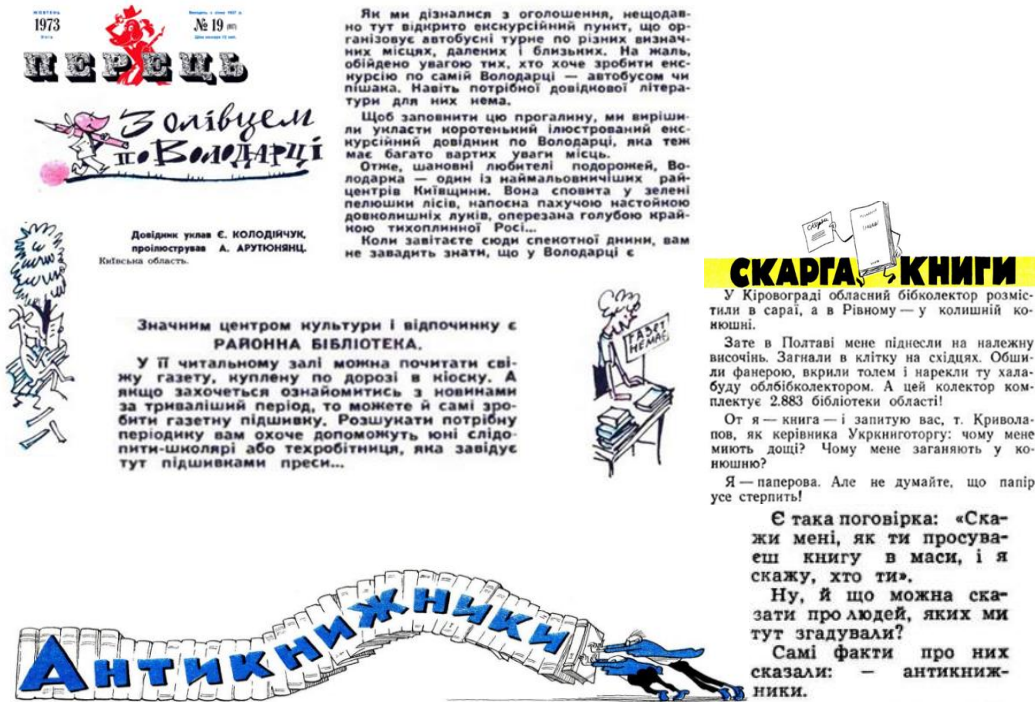 ЖОВТЕНЬ
1973
№ 19 (897)
ПЕРЕЦЬ
З олівцем
по Володарці
Довідник уклав Є. КОЛОДІЙЧУК,
проілюстрував А. АРУТЮНЯНЦ.
Київська область.
Як ми дізналися з оголошення, нещодав-
но тут відкрито екскурсійний пункт, що ор-
ганізовує автобусні турне по різних визнач-
них місцях, далеких і близьких. На жаль,
обійдено увагою тих, хто хоче зробити екс-
курсію по самій Володарці — автобусом чи
пішака. Навіть потрібної довідкової літера-
тури для них нема.
Щоб заповнити цю прогалину, ми виріши-
ли укласти коротенький ілюстрований екс-
курсійний довідник по Володарці, яка теж
має багато вартих уваги місць.
Отже, шановні любителі подорожей, Во-
лодарка — один із наймальовничіших рай-
центрів Київщини. Вона сповита у зелені
пелюшки лісів, напоєна пахучою настойкою
довколишніх луків, оперезана голубою край-
кою тихоплинної Росі...
Коли завітаєте сюди спекотної днини, вам
не завадить знати, що у Володарці є
Значним центром культури і відпочинку є
РАЙОННА БІБЛІОТЕКА.
У її читальному залі можна почитати сві-
жу газету, куплену по дорозі в кіоску. А
якщо захочеться ознайомитись з новинами
за триваліший період, то можете й самі зро-
бити газетну підшивку. Розшукати потрібну
періодику вам охоче допоможуть юні слідо-
пити-школярі або техробітниця, яка завідує
тут підшивками преси...
ГАЗЕТ
НЕМАЄ
СКАРГА КНИГИ
У Кіровограді обласний бібколектор розміс-
тили в сараї, а в Рівному — у колишній ко-
нюшні.
Зате в Полтаві мене піднесли на належну
височінь. Загнали в клітку на східцях. Обши-
ли фанерою, вкрили толем і нарекли ту хала-
буду облбібколектором. А цей колектор ком-
плектує 2.883 бібліотеки області!
От я — книга — і запитую вас, т. Кривола-
пов, як керівника Укркниготоргу: чому мене
миють дощі? Чому мене заганяють у ко-
нюшню?
Я — паперова. Але не думайте, що папір
усе стерпить!
Є така поговірка: «Ска-
жи мені, як ти просува-
єш книгу в маси, і я
скажу, хто ти».
Ну, й що можна ска-
зати про людей, яких ми
тут згадували?
Самі факти про них
сказали: — антикниж-
ники.
Антикнижники